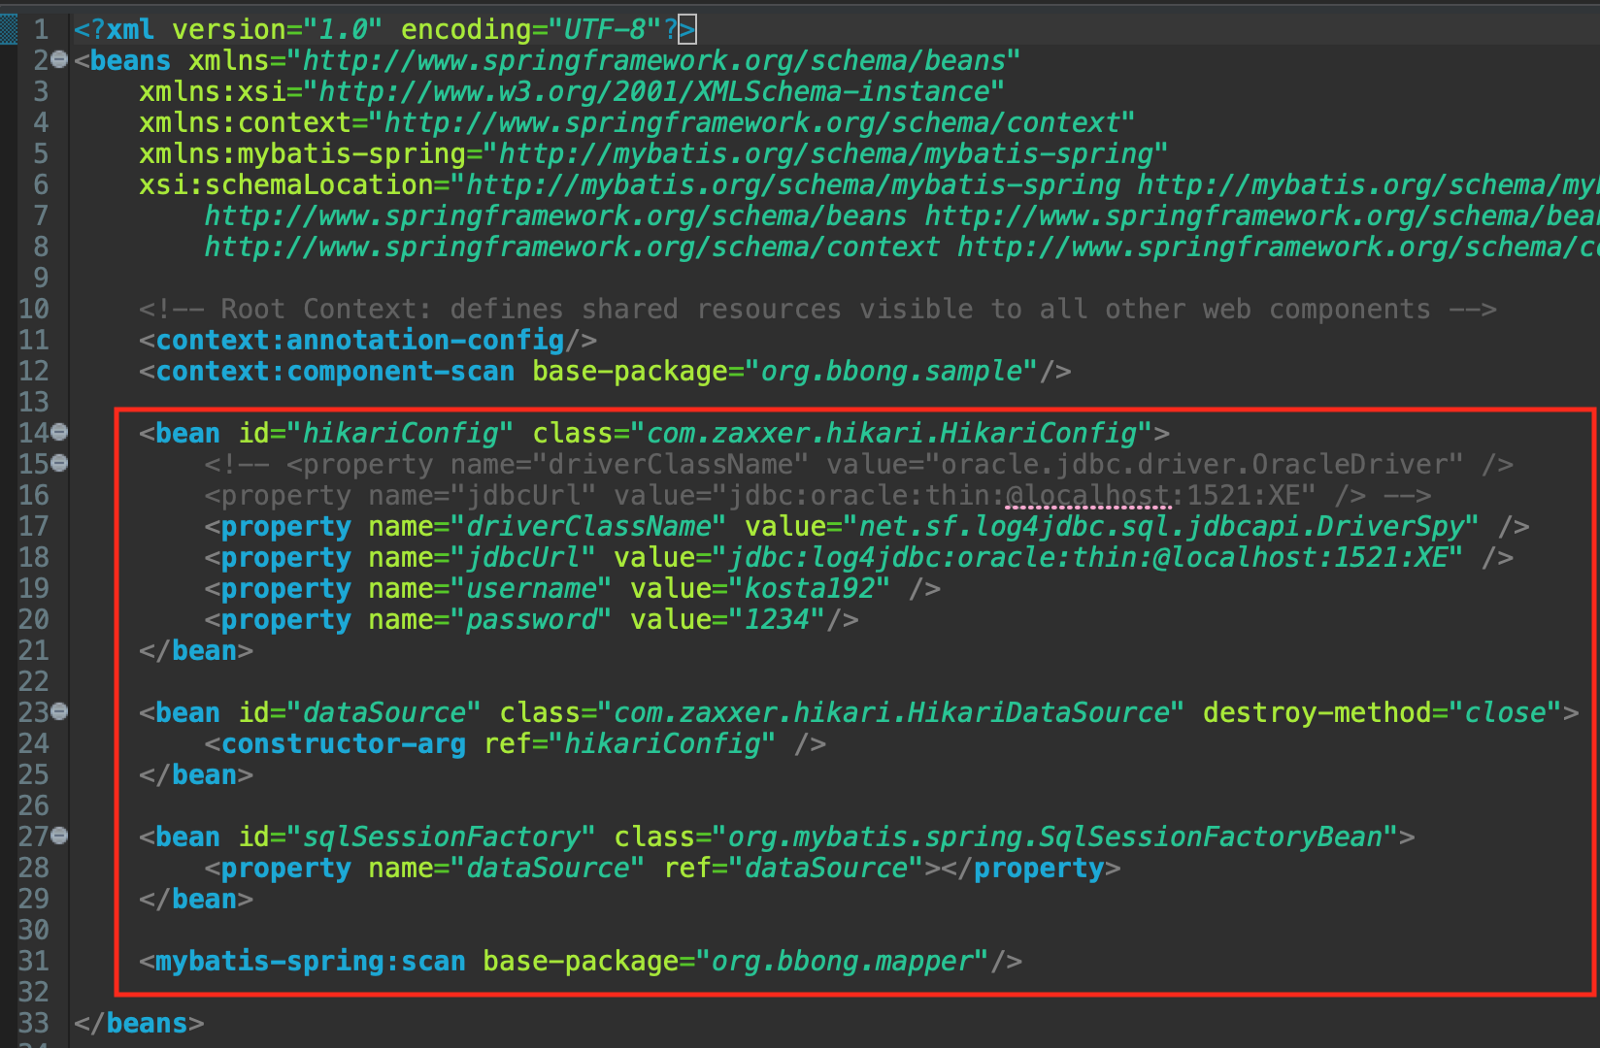 1 <?xml version="1.0" encoding="UTF-8"?>
2 <beans xmlns="http://www.springframework.org/schema/beans"
3 xmlns:xsi="http://www.w3.org/2001/XMLSchema-instance"
4 xmlns:context="http://www.springframework.org/schema/context"
5 xmlns:mybatis-spring="http://mybatis.org/schema/mybatis-spring"
6 xsi:schemaLocation="http://mybatis.org/schema/mybatis-spring http://mybatis.org/schema/my
7 http://www.springframework.org/schema/beans http://www.springframework.org/schema/bea
8 http://www.springframework.org/schema/context http://www.springframework.org/schema/c
9
10 <!-- Root Context: defines shared resources visible to all other web components -->
11 <context:annotation-config/>
12 <context:component-scan base-package="org.bbong.sample"/>
13
14 <bean id="hikariConfig" class="com.zaxxer.hikari.HikariConfig">
15 <!-- <property name="driverClassName" value="oracle.jdbc.driver.OracleDriver" />
16 <property name="jdbcUrl" value="jdbc:oracle:thin:@localhost:1521:XE" /> -->
17 <property name="driverClassName" value="net.sf.log4jdbc.sql.jdbcapi.DriverSpy" />
18 <property name="jdbcUrl" value="jdbc:log4jdbc:oracle:thin:@localhost:1521:XE" />
19 <property name="username" value="kosta192" />
20 <property name="password" value="1234"/>
21 </bean>
22
23 <bean id="dataSource" class="com.zaxxer.hikari.HikariDataSource" destroy-method="close">
24 <constructor-arg ref="hikariConfig" />
25 </bean>
26
27 <bean id="sqlSessionFactory" class="org.mybatis.spring.SqlSessionFactoryBean">
28 <property name="dataSource" ref="dataSource"></property>
29 </bean>
30
31 <mybatis-spring:scan base-package="org.bbong.mapper"/>
32
33 </beans>